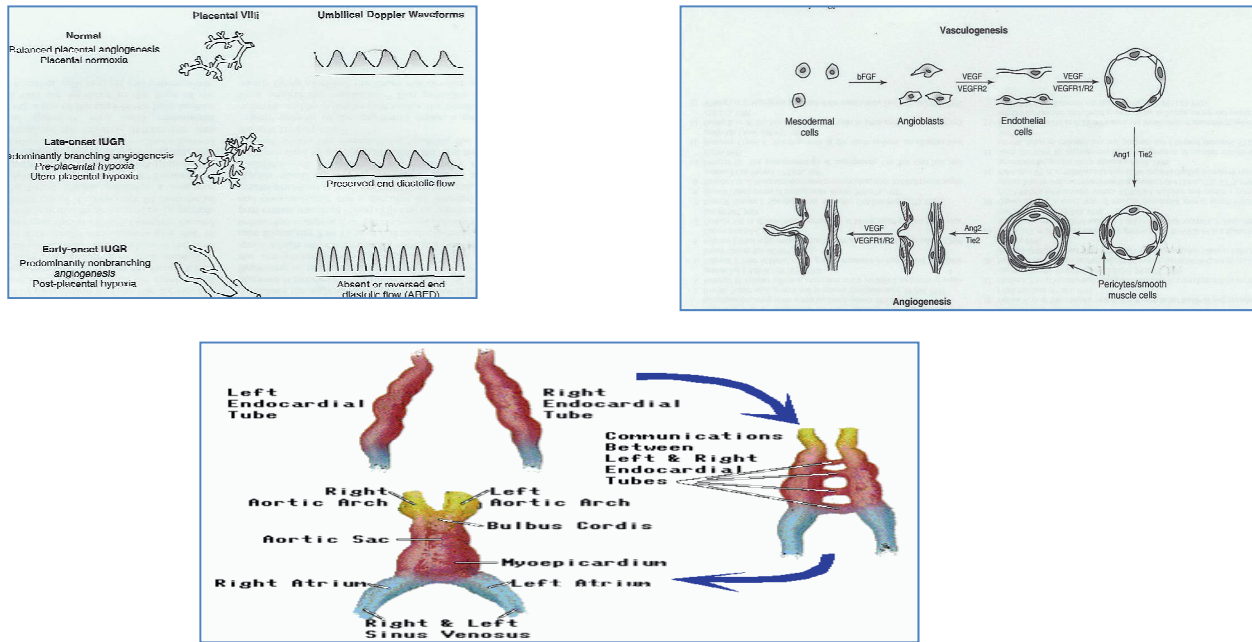 Placental Villi
Umbilical Doppler Waveforms
Normal
Balanced placental angiogenesis
Placental normoxia
Late-onset IUGR
edominantly branching angiogenesis
Pre-placental hypoxia
Utero placental hypoxia
Preserved end diastolic flow
Early-onset IUGR
Predominantly nonbranching
angiogenesis
Post-placental hypoxia
Absent or reversed end
diastolic flow (ARED)
Vasculogenesis
bFGF
VEGF
VEGFR2
VEGF
VEGFR1/R2
Mesodermal
cells
Angioblasts
Endothelial
cells
Ang1 Tie2
VEGF
VEGFR1/R2
Ang2
Tie2
Pericytes/smooth
muscle cells
Angiogenesis
Left
Endocardial
Tube
Right
Endocardial
Tube
Communications
Between
Left & Right
Endocardial
Tubes
Right
Aortic Arch
Left
Aortic Arch
Bulbus Cordis
Aortic Sac
Myoepicardium
Right Atrium
Left Atrium
Right & Left
Sinus Venosus